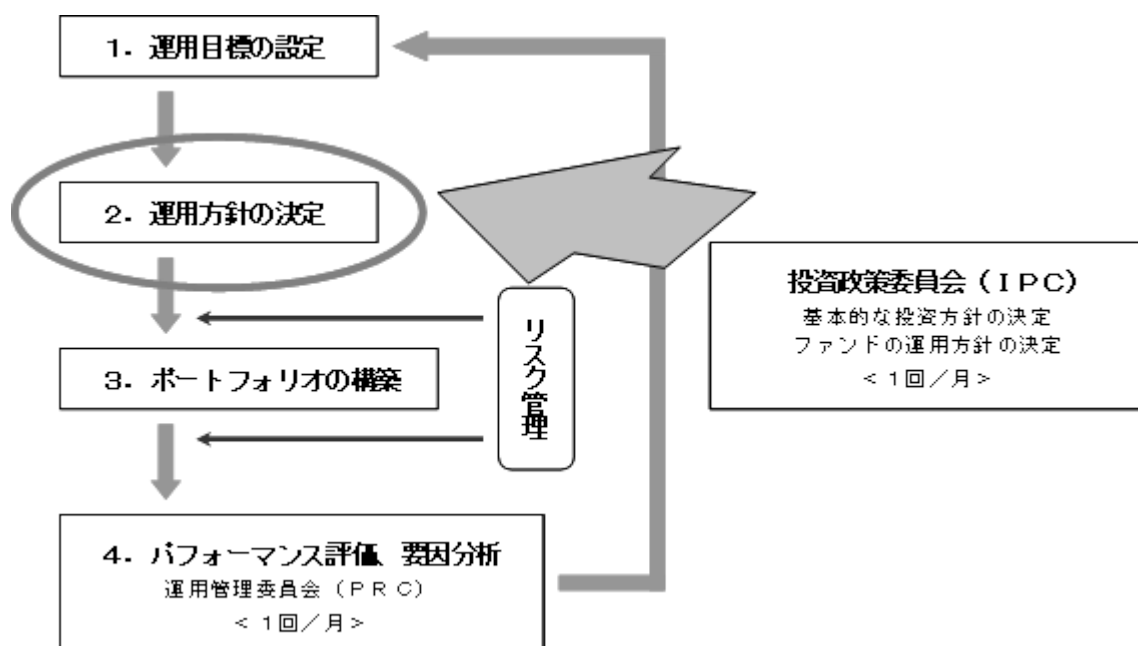 1．運用目標の設定
2．運用方針の決定
3．ポートフォリオの構築
リスク管理
4．パフォーマンス評価、要因分析
運用管理委員会（ＰＲＣ）
＜１回／月＞
投資政策委員会（ＩＰＣ）
基本的な投資方針の決定
ファンドの運用方針の決定
＜１回／月＞